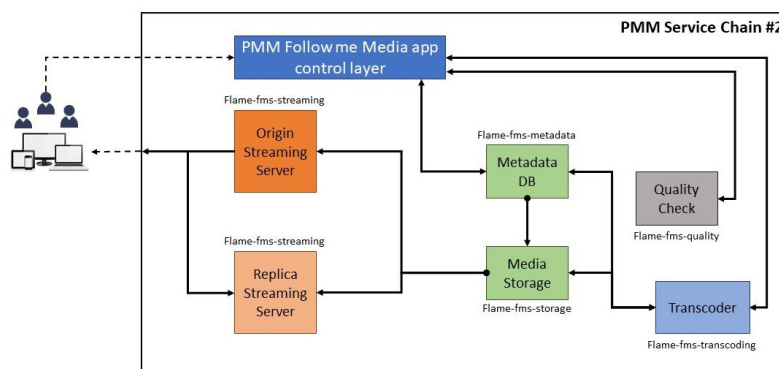 PMM Service Chain #2
PMM Follow me Media app
control layer
Flame-fms-streaming
Origin
Streaming
Server
Flame-fms-metadata
Metadata
DB
Quality
Check
Flame-fms-quality
Flame-fms-streaming
Replica
Streaming
Server
Media
Storage
Flame-fms-storage
Transcoder
Flame-fms-transcoding